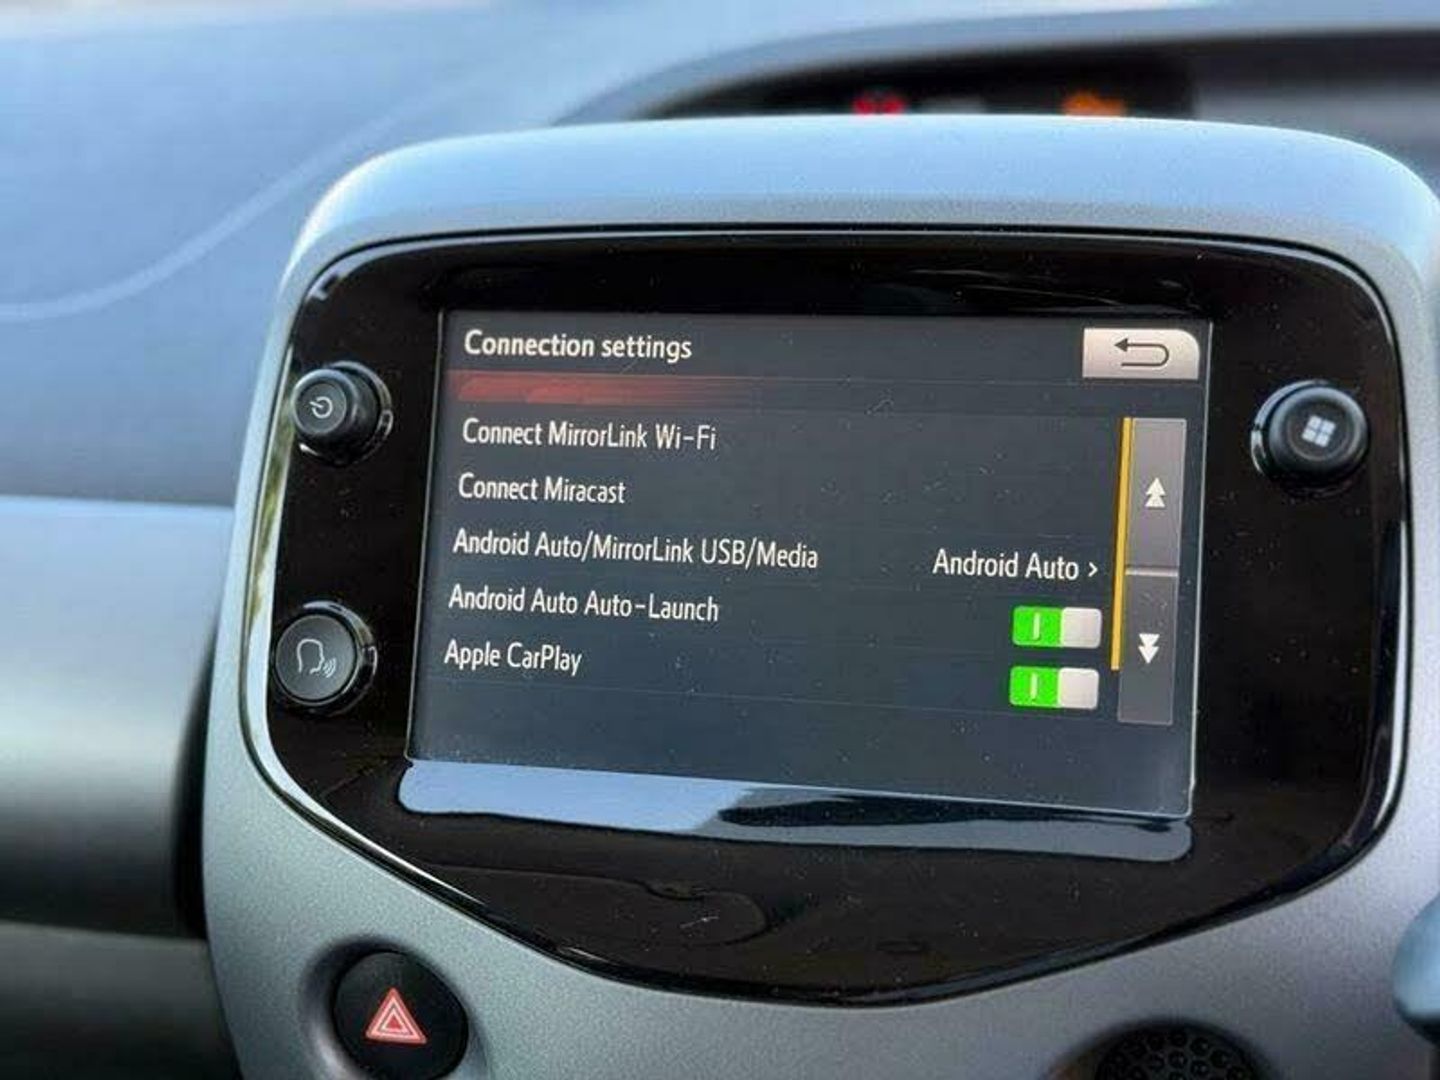 Connection settings
Connect MirrorLink Wi-Fi
Connect Miracast
Android Auto/MirrorLink USB/Media
Android Auto >
Android Auto Auto-Launch
Apple CarPlay